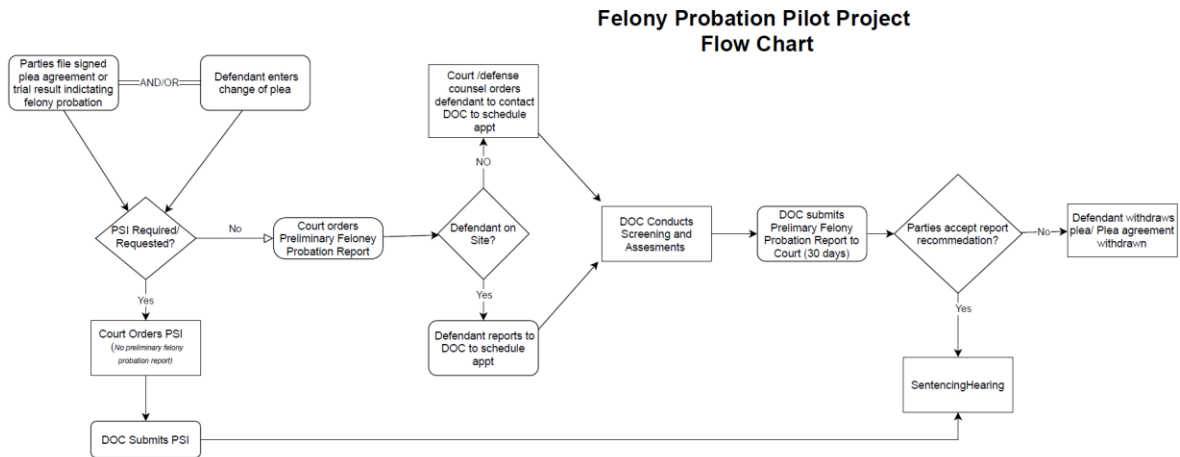 Felony Probation Pilot Project
Flow Chart
Parties file signed
plea agreement or
trial result indictating
felony probation
AND/OR
Defendant enters
change of plea
Court /defense
counsel orders
defendant to contact
DOC to schedule
appt
NO
PSI Required/
Requested?
No
Court orders
Preliminary Feloney
Probation Report
Defendant on
Site?
DOC Conducts
Screening and
Assesments
DOC submits
Prelimary Felony
Probation Report to
Court (30 days)
Parties accept report
recommedation?
No
Defendant withdraws
plea/ Plea agreement
withdrawn
Yes
Yes
Yes
Court Orders PSI
(No preliminary felony
probation report)
Defendant reports to
DOC to schedule
appt
SentencingHearing
DOC Submits PSI